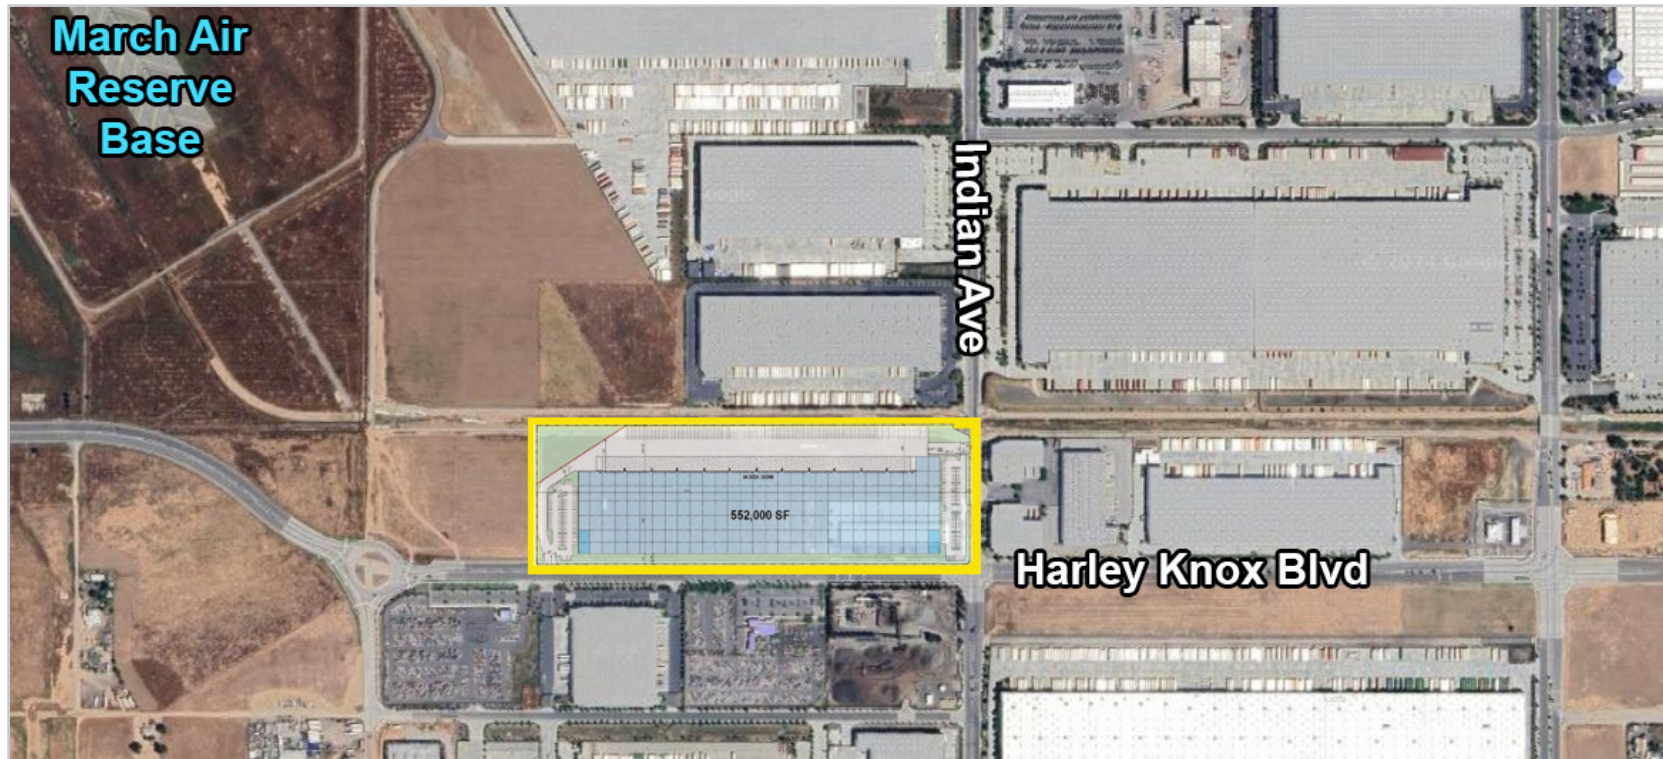 March Air
Reserve
Base
Indian Ave
552,000 SF
Harley Knox Blvd